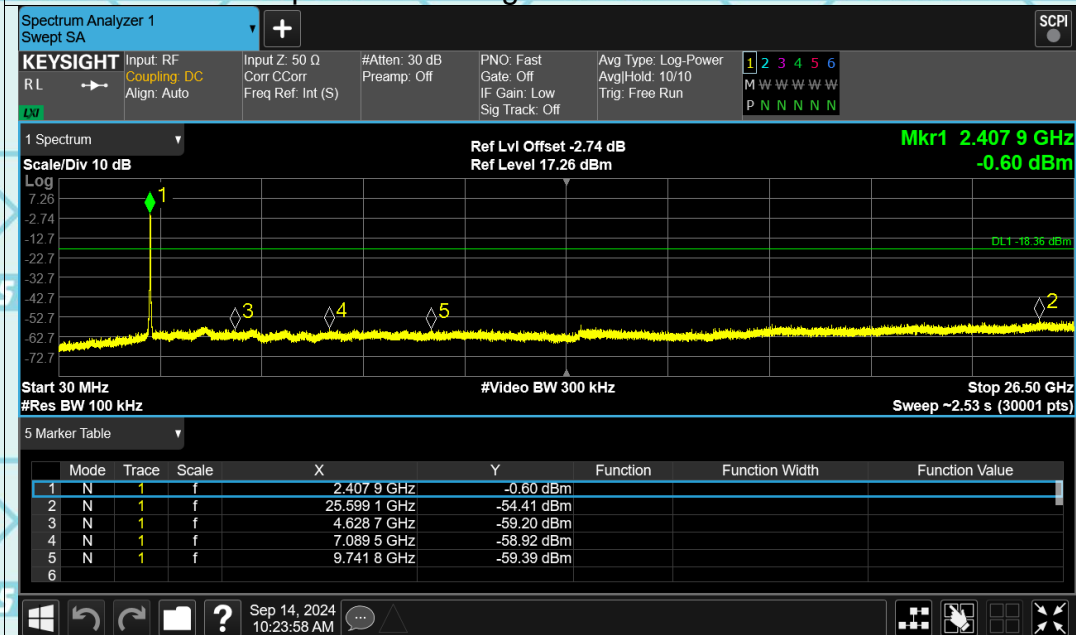 Spectrum Analyzer 1
Swept SA
+
SCPI
KEYSIGHT
RL
LXI
Input: RF
Coupling: DC
Align: Auto
Input Z: 50 Ω
Corr CCorr
Freq Ref: Int (S)
#Atten: 30 dB
Preamp: Off
PNO: Fast
Gate: Off
IF Gain: Low
Sig Track: Off
Avg Type: Log-Power
Avg|Hold: 10/10
Trig: Free Run
1 2 3 4 5 6
M W W W W W
P N N N N N
1 Spectrum
Scale/Div 10 dB
Ref Lvl Offset -2.74 dB
Ref Level 17.26 dBm
Mkr1 2.407 9 GHz
-0.60 dBm
Log
7.26
-2.74
-12.7
-22.7
-32.7
-42.7
-52.7
-62.7
-72.7
1
DL1 -18.36 dBm
3
4
5
2
Start 30 MHz
#Video BW 300 kHz
Stop 26.50 GHz
#Res BW 100 kHz
Sweep ~2.53 s (30001 pts)
5 Marker Table
Mode Trace Scale X Y Function Function Width Function Value
1 N 1 f 2.407 9 GHz -0.60 dBm
2 N 1 f 25.599 1 GHz -54.41 dBm
3 N 1 f 4.628 7 GHz -59.20 dBm
4 N 1 f 7.089 5 GHz -58.92 dBm
5 N 1 f 9.741 8 GHz -59.39 dBm
6
?
Sep 14, 2024
10:23:58 AM